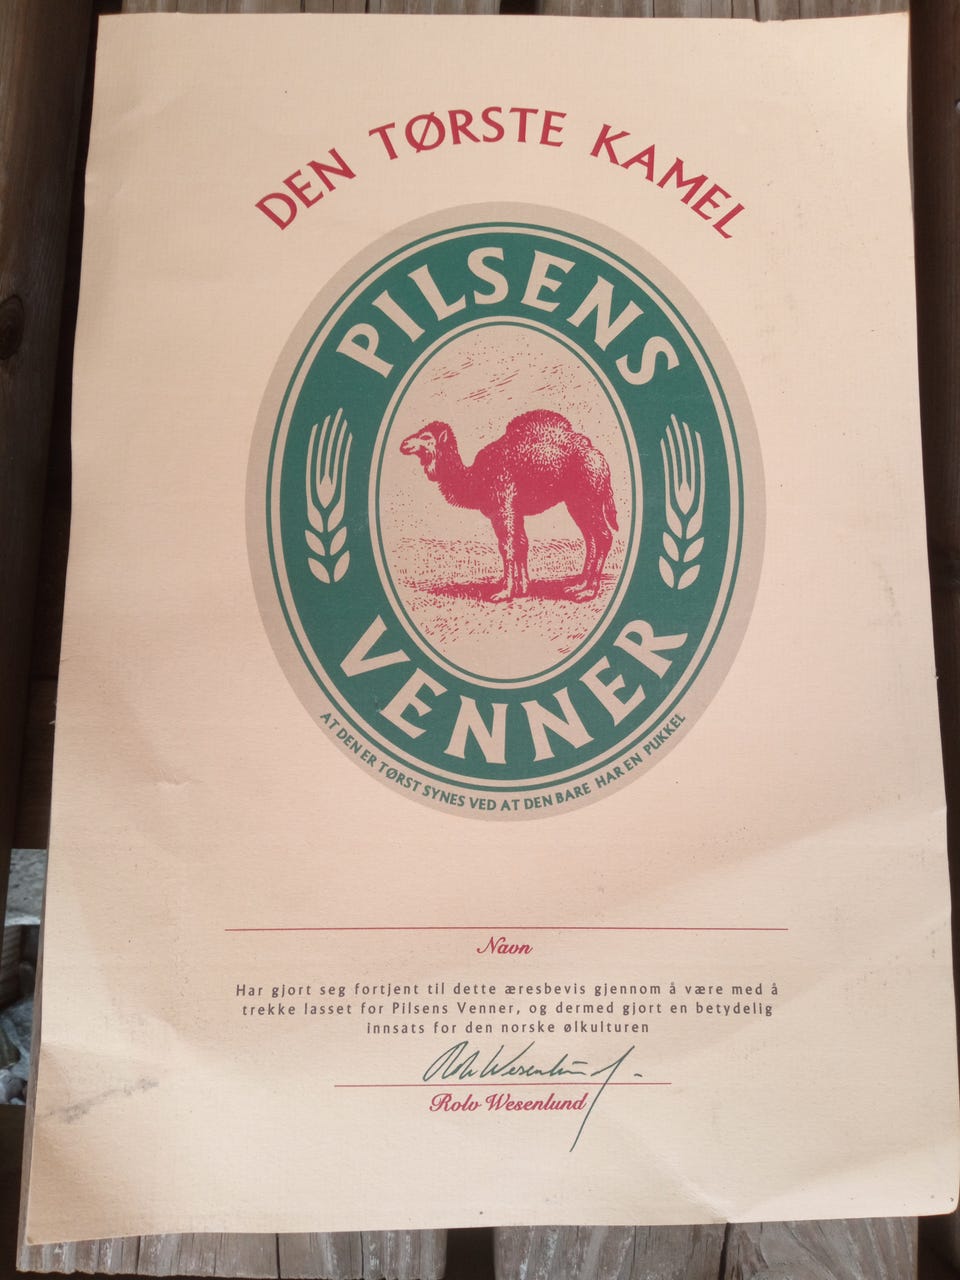 DEN TØRSTE KAMEL
PILSENS
VENNER
AT DEN ER TØRST SYNES VED AT DEN BARE HAR EN PUKKEL
Navn
Har gjort seg fortjent til dette æresbevis gjennom å være med å
trekke lasset for Pilsens Venner, og dermed gjort en betydelig
innsats for den norske ølkulturen
Rolv Wesenlund
Rolv Wesenlund